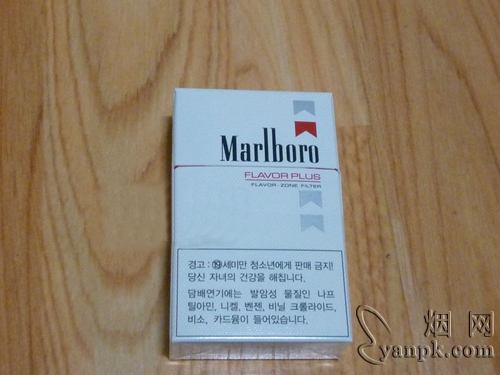 Marlboro
FLAVOR PLUS
FLAVOR-ZONE FILTER
경고 : ⑲세미만 청소년에게 판매 금지!
당신 자녀의 건강을 해칩니다.
담배연기에는 발암성 물질인 나프
틸아민, 니켈, 벤젠, 비닐 크롤라이드,
비소, 카드뮴이 들어있습니다.
烟网
yanpk.com